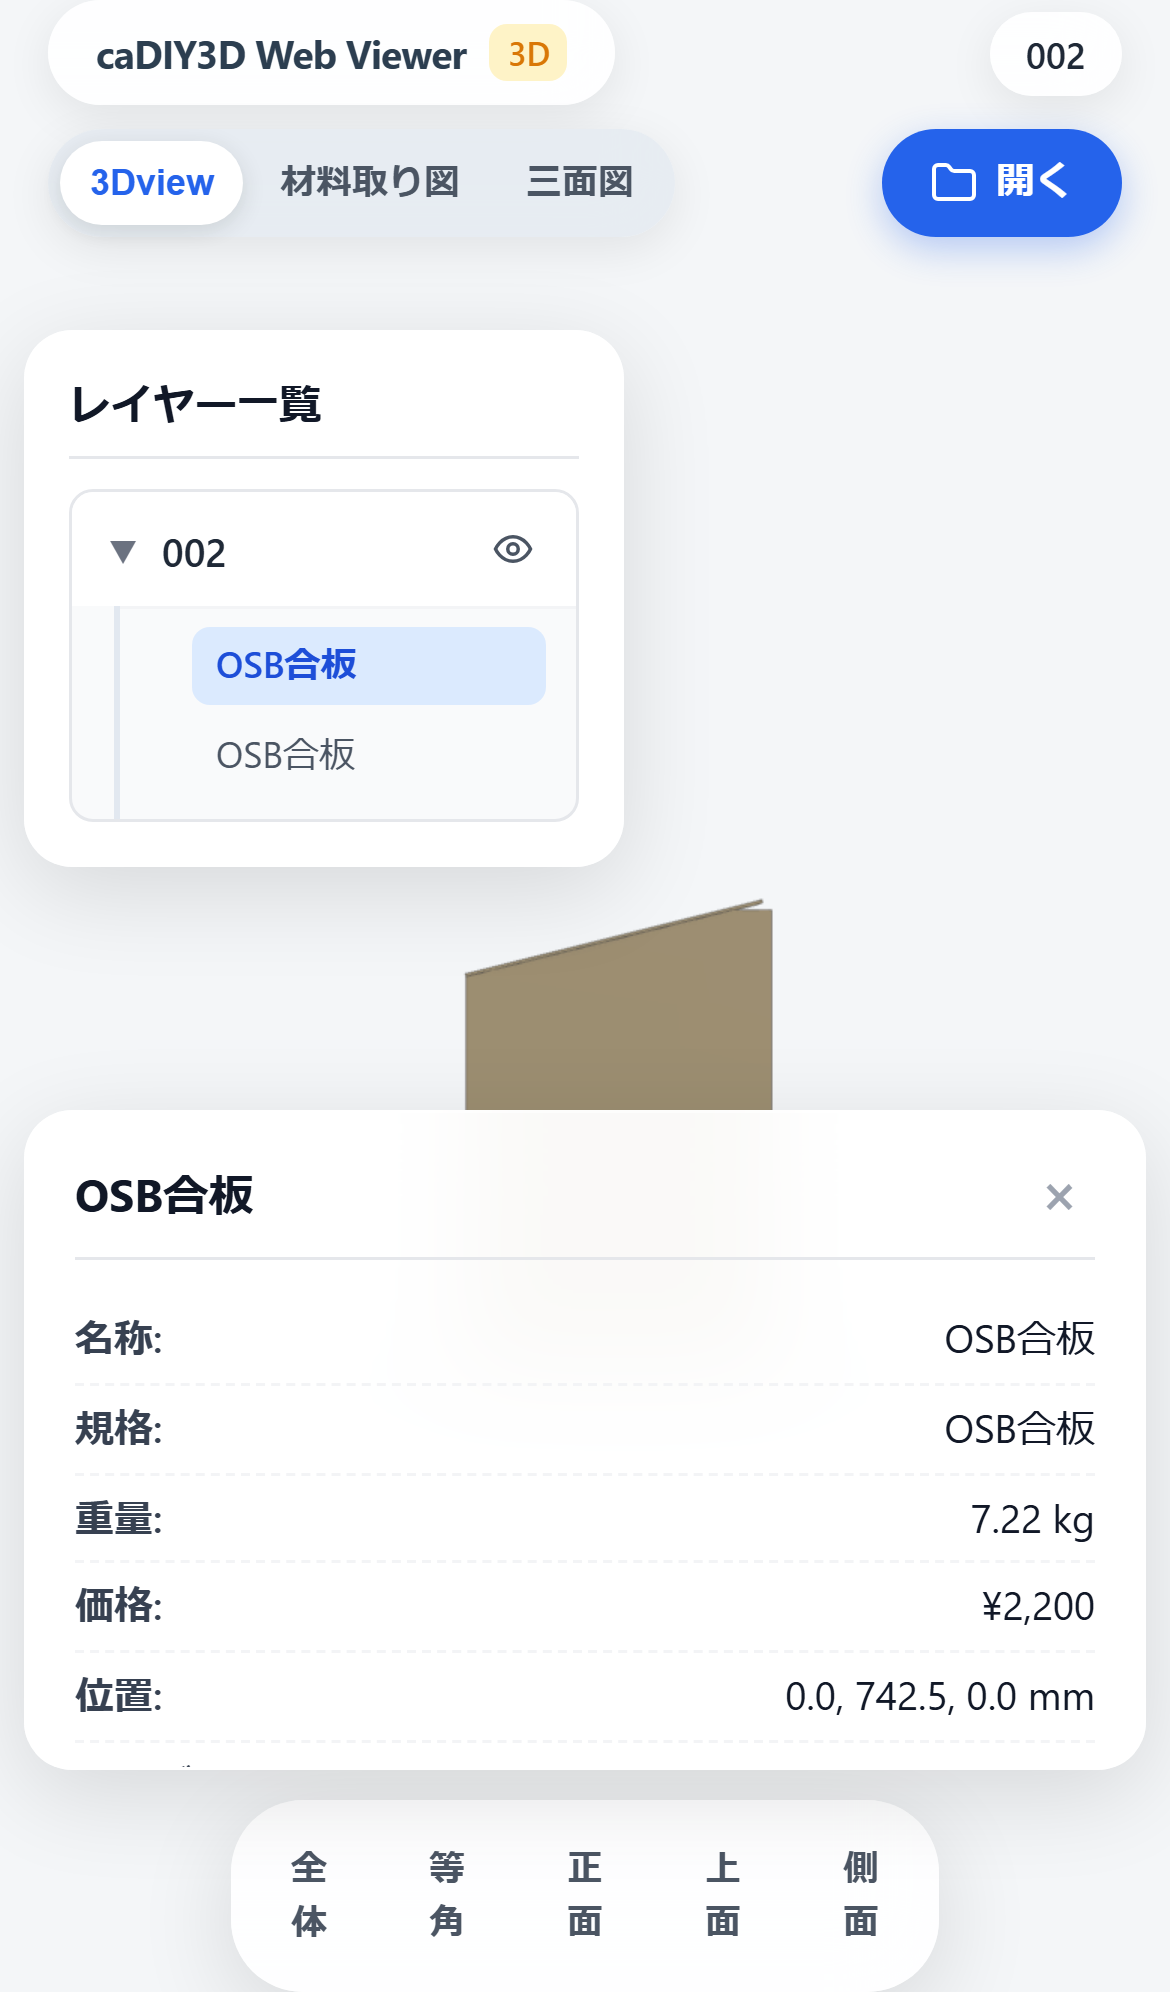 caDIY3D Web Viewer 3D
002
3Dview 材料取り図 三面図
開く
レイヤー一覧
▼ 002
OSB合板
OSB合板
OSB合板 ×
名称: OSB合板
規格: OSB合板
重量: 7.22 kg
価格: ¥2,200
位置: 0.0, 742.5, 0.0 mm
全体 等角 正面 上面 側面